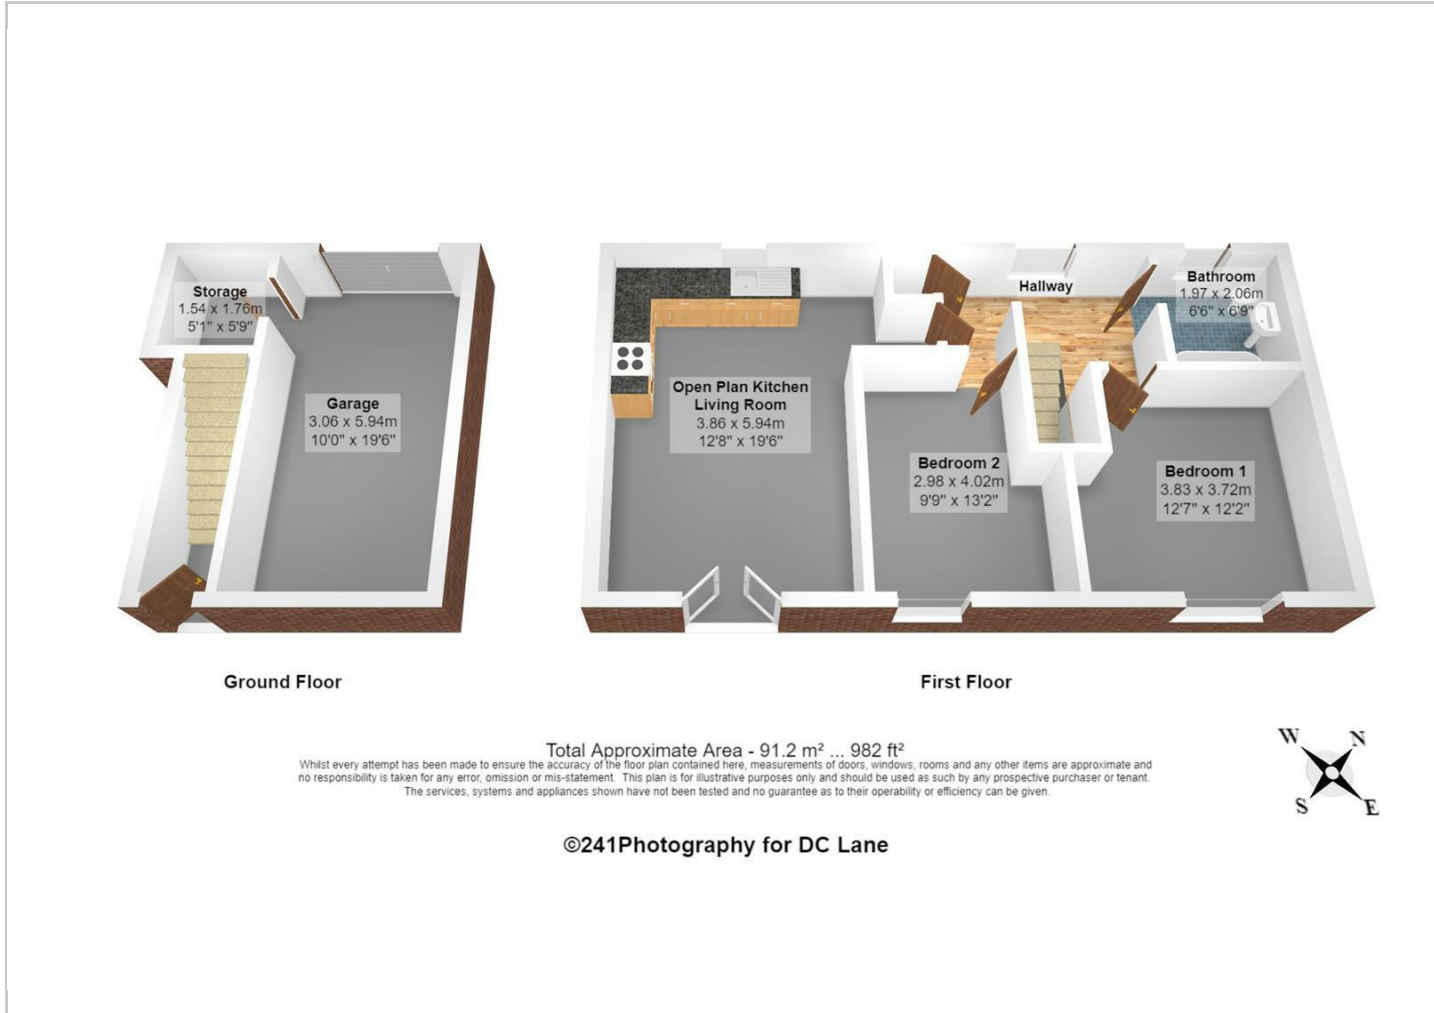 Storage
1.54 x 1.76m
5'1" x 5'9"
Garage
3.06 x 5.94m
10'0" x 19'6"
Open Plan Kitchen
Living Room
3.86 x 5.94m
12'8" x 19'6"
Hallway
Bathroom
1.97 x 2.06m
6'6" x 6'9"
Bedroom 2
2.98 x 4.02m
9'9" x 13'2"
Bedroom 1
3.83 x 3.72m
12'7" x 12'2"
Ground Floor
First Floor
Total Approximate Area - 91.2 m² ... 982 ft²
Whilst every attempt has been made to ensure the accuracy of the floor plan contained here, measurements of doors, windows, rooms and any other items are approximate and
no responsibility is taken for any error, omission or mis-statement. This plan is for illustrative purposes only and should be used as such by any prospective purchaser or tenant.
The services, systems and appliances shown have not been tested and no guarantee as to their operability or efficiency can be given.
©241Photography for DC Lane
W N
S E